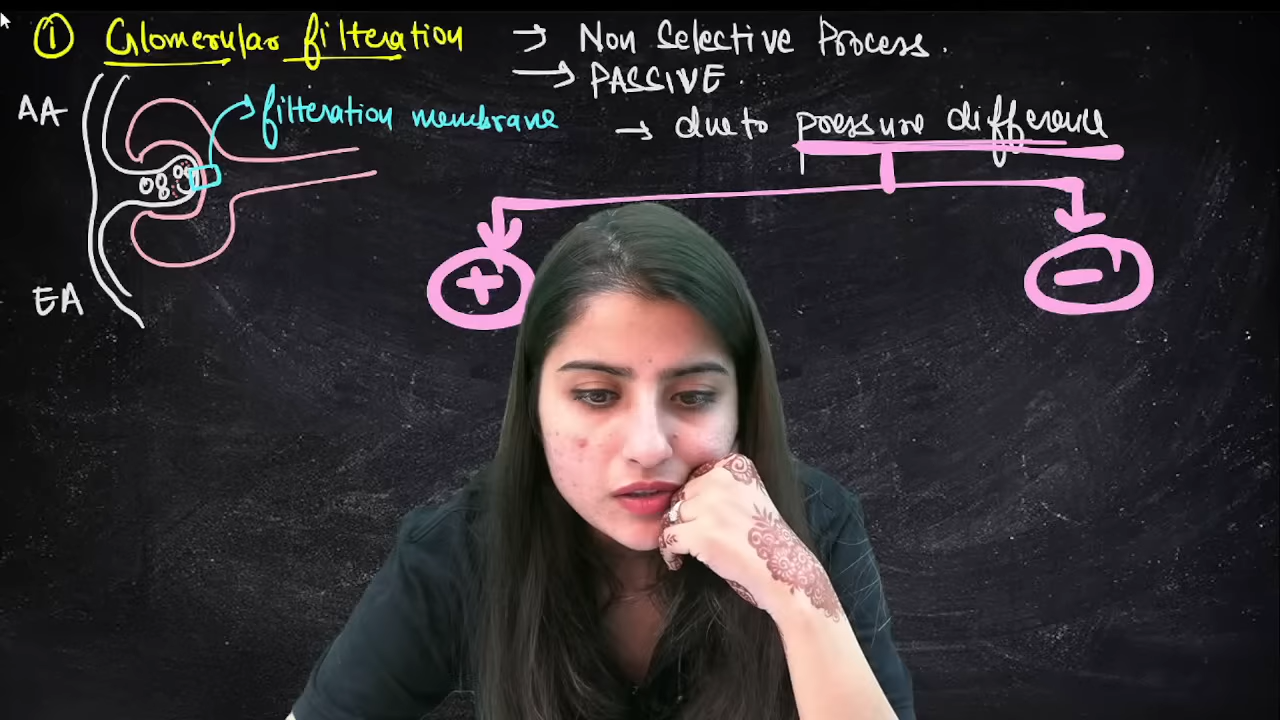 ① Glomerular filteration → Non Selective Process.
→ PASSIVE.
AA
filteration membrane
→ due to pressure difference
+
-
EA